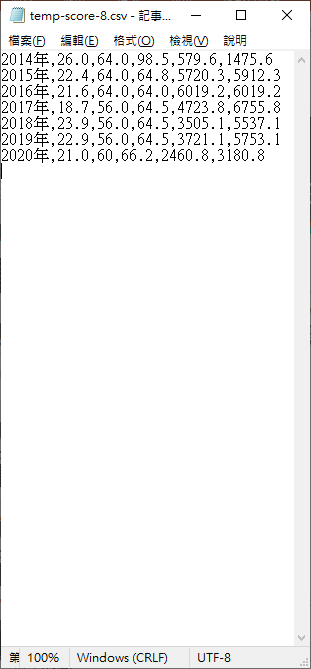 temp-score-8.csv - 記事...
檔案(F) 編輯(E) 格式(O) 檢視(V) 說明
2014年,26.0,64.0,98.5,579.6,1475.6
2015年,22.4,64.0,64.8,5720.3,5912.3
2016年,21.6,64.0,64.0,6019.2,6019.2
2017年,18.7,56.0,64.5,4723.8,6755.8
2018年,23.9,56.0,64.5,3505.1,5537.1
2019年,22.9,56.0,64.5,3721.1,5753.1
2020年,21.0,60,66.2,2460.8,3180.8
第 100% Windows (CRLF) UTF-8